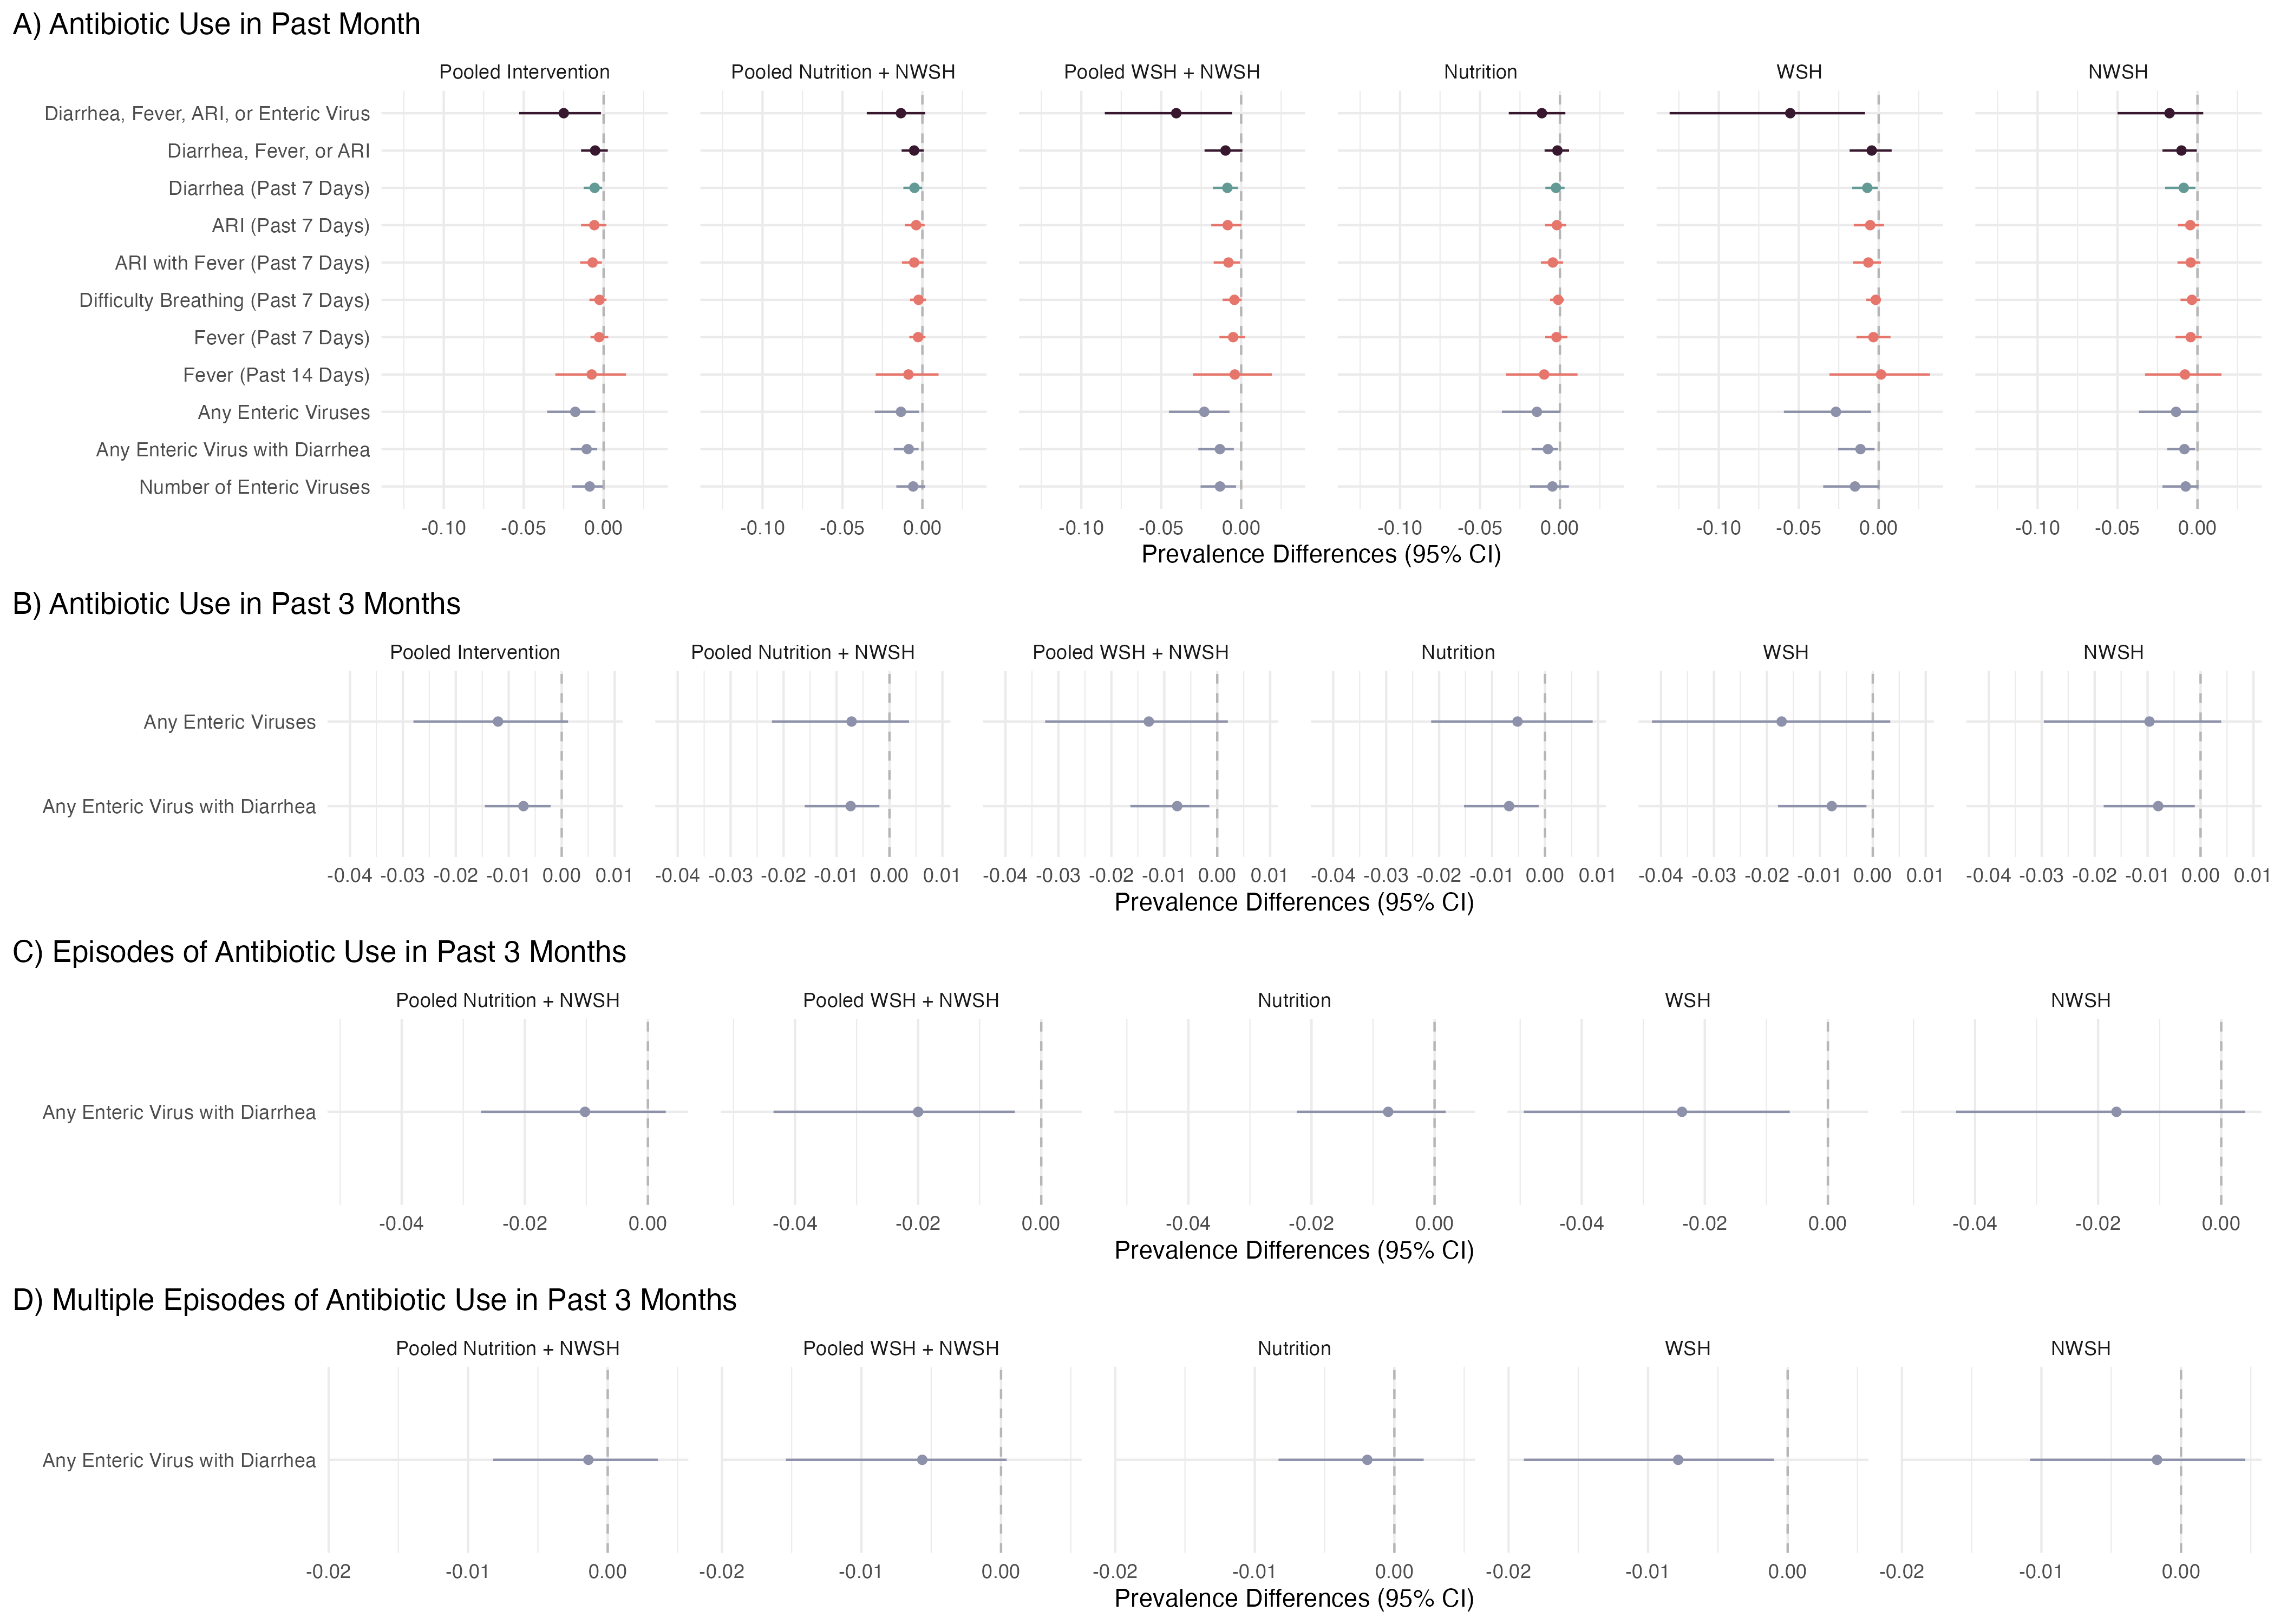 A) Antibiotic Use in Past Month
Pooled Intervention Pooled Nutrition + NWSH Pooled WSH + NWSH Nutrition WSH NWSH
Diarrhea, Fever, ARI, or Enteric Virus
Diarrhea, Fever, or ARI
Diarrhea (Past 7 Days)
ARI (Past 7 Days)
ARI with Fever (Past 7 Days)
Difficulty Breathing (Past 7 Days)
Fever (Past 7 Days)
Fever (Past 14 Days)
Any Enteric Viruses
Any Enteric Virus with Diarrhea
Number of Enteric Viruses
-0.10 -0.05 0.00 -0.10 -0.05 0.00 -0.10 -0.05 0.00 -0.10 -0.05 0.00 -0.10 -0.05 0.00 -0.10 -0.05 0.00
Prevalence Differences (95% CI)
B) Antibiotic Use in Past 3 Months
Pooled Intervention Pooled Nutrition + NWSH Pooled WSH + NWSH Nutrition WSH NWSH
Any Enteric Viruses
Any Enteric Virus with Diarrhea
-0.04 -0.03 -0.02 -0.01 0.00 0.01 -0.04 -0.03 -0.02 -0.01 0.00 0.01 -0.04 -0.03 -0.02 -0.01 0.00 0.01 -0.04 -0.03 -0.02 -0.01 0.00 0.01 -0.04 -0.03 -0.02 -0.01 0.00 0.01 -0.04 -0.03 -0.02 -0.01 0.00 0.01
Prevalence Differences (95% CI)
C) Episodes of Antibiotic Use in Past 3 Months
Pooled Nutrition + NWSH Pooled WSH + NWSH Nutrition WSH NWSH
Any Enteric Virus with Diarrhea
-0.04 -0.02 0.00 -0.04 -0.02 0.00 -0.04 -0.02 0.00 -0.04 -0.02 0.00 -0.04 -0.02 0.00
Prevalence Differences (95% CI)
D) Multiple Episodes of Antibiotic Use in Past 3 Months
Pooled Nutrition + NWSH Pooled WSH + NWSH Nutrition WSH NWSH
Any Enteric Virus with Diarrhea
-0.02 -0.01 0.00 -0.02 -0.01 0.00 -0.02 -0.01 0.00 -0.02 -0.01 0.00 -0.02 -0.01 0.00
Prevalence Differences (95% CI)